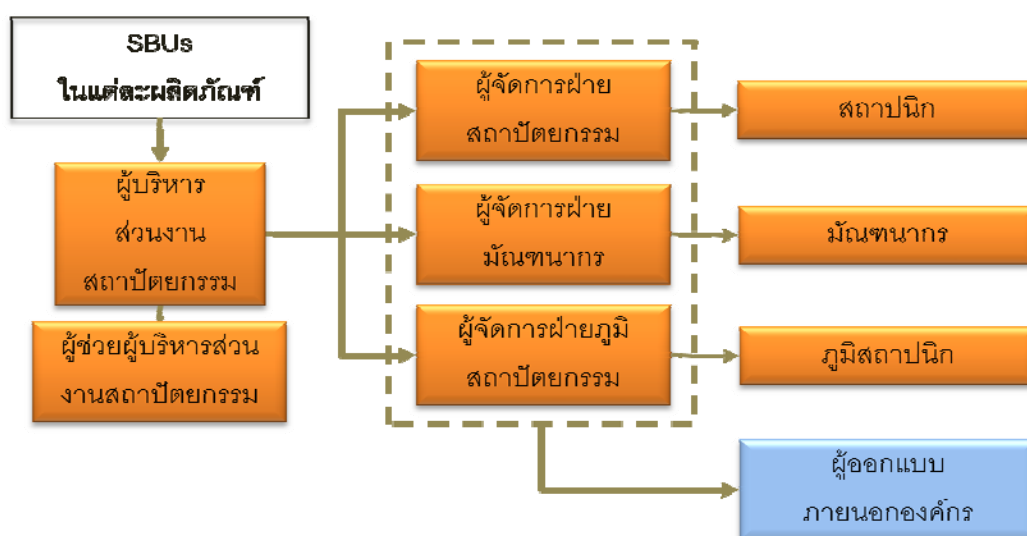 SBUs
ในแต่ละผลิตภัณฑ์
ผู้บริหาร
ส่วนงาน
สถาปัตยกรรม
ผู้ช่วยผู้บริหารส่วน
งานสถาปัตยกรรม
ผู้จัดการฝ่าย
สถาปัตยกรรม
ผู้จัดการฝ่าย
มัณฑนากร
ผู้จัดการฝ่ายภูมิ
สถาปัตยกรรม
สถาปนิก
มัณฑนากร
ภูมิสถาปนิก
ผู้ออกแบบ
ภายนอกองค์กร